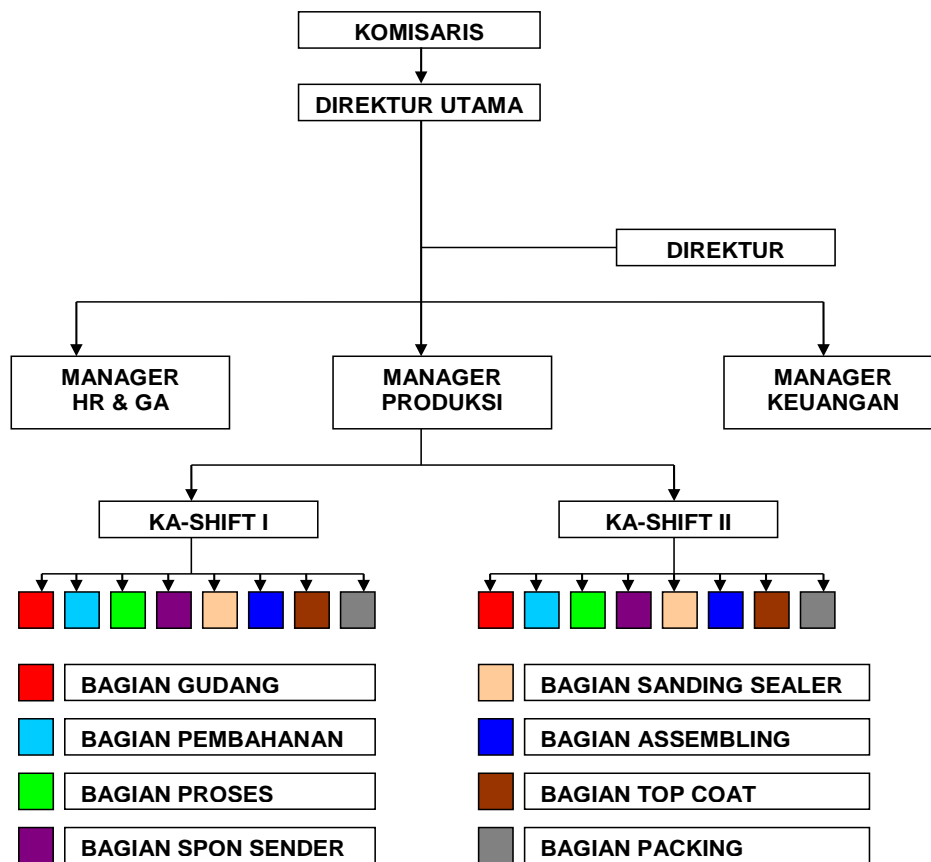 KOMISARIS
DIREKTUR UTAMA
DIREKTUR
MANAGER
HR & GA
MANAGER
PRODUKSI
MANAGER
KEUANGAN
KA-SHIFT I
KA-SHIFT II
BAGIAN GUDANG
BAGIAN SANDING SEALER
BAGIAN PEMBAHANAN
BAGIAN ASSEMBLING
BAGIAN PROSES
BAGIAN TOP COAT
BAGIAN SPON SENDER
BAGIAN PACKING